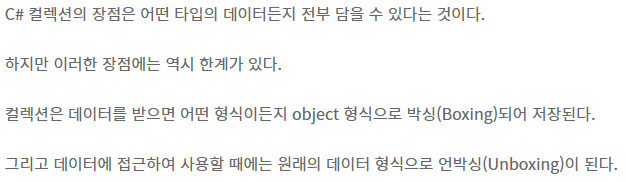 C# 컬렉션의 장점은 어떤 타입의 데이터든지 전부 담을 수 있다는 것이다.
하지만 이러한 장점에는 역시 한계가 있다.
컬렉션은 데이터를 받으면 어떤 형식이든지 object 형식으로 박싱(Boxing)되어 저장된다.
그리고 데이터에 접근하여 사용할 때에는 원래의 데이터 형식으로 언박싱(Unboxing)이 된다.